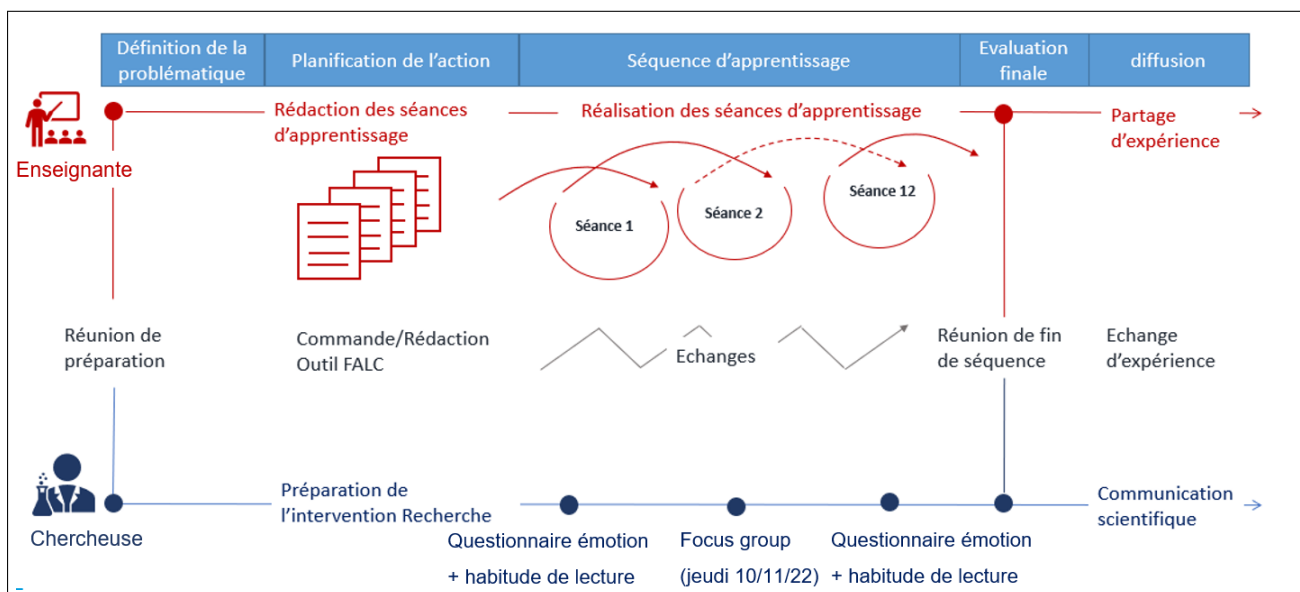 Définition de la
problématique
Planification de l'action
Séquence d'apprentissage
Evaluation
finale
diffusion
Enseignante
Rédaction des séances
d'apprentissage
Réalisation des séances d'apprentissage
Partage
d'expérience
Séance 1
Séance 2
Séance 12
Réunion de
préparation
Commande/Rédaction
Outil FALC
Echanges
Réunion de fin
de séquence
Echange
d'expérience
Chercheuse
Préparation de
l'intervention Recherche
Questionnaire émotion
+ habitude de lecture
Focus group
(jeudi 10/11/22)
Questionnaire émotion
+ habitude de lecture
Communication
scientifique